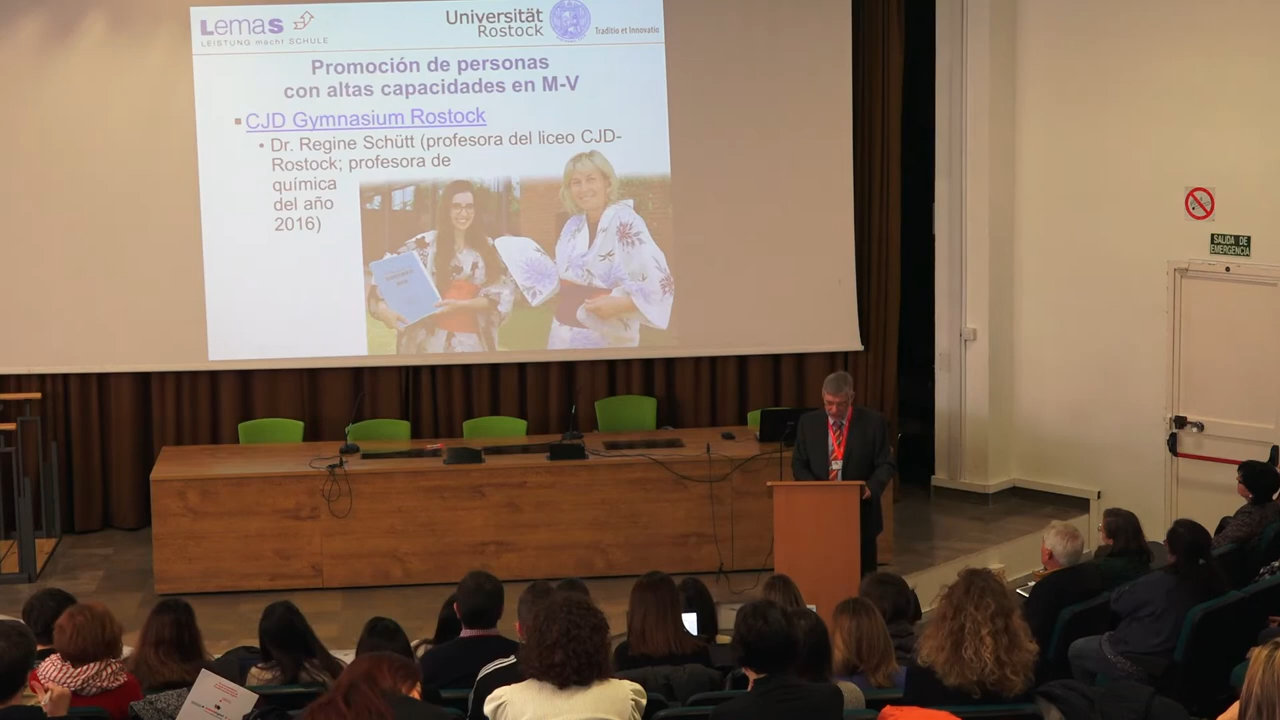 Lemas
LEISTUNG macht SCHULE
Universität
Rostock
Traditio et Innovatio
Promoción de personas
con altas capacidades en M-V
CJD Gymnasium Rostock
Dr. Regine Schütt (profesora del liceo CJD-
Rostock; profesora de
química
del año
2016)
SALIDA DE
EMERGENCIA